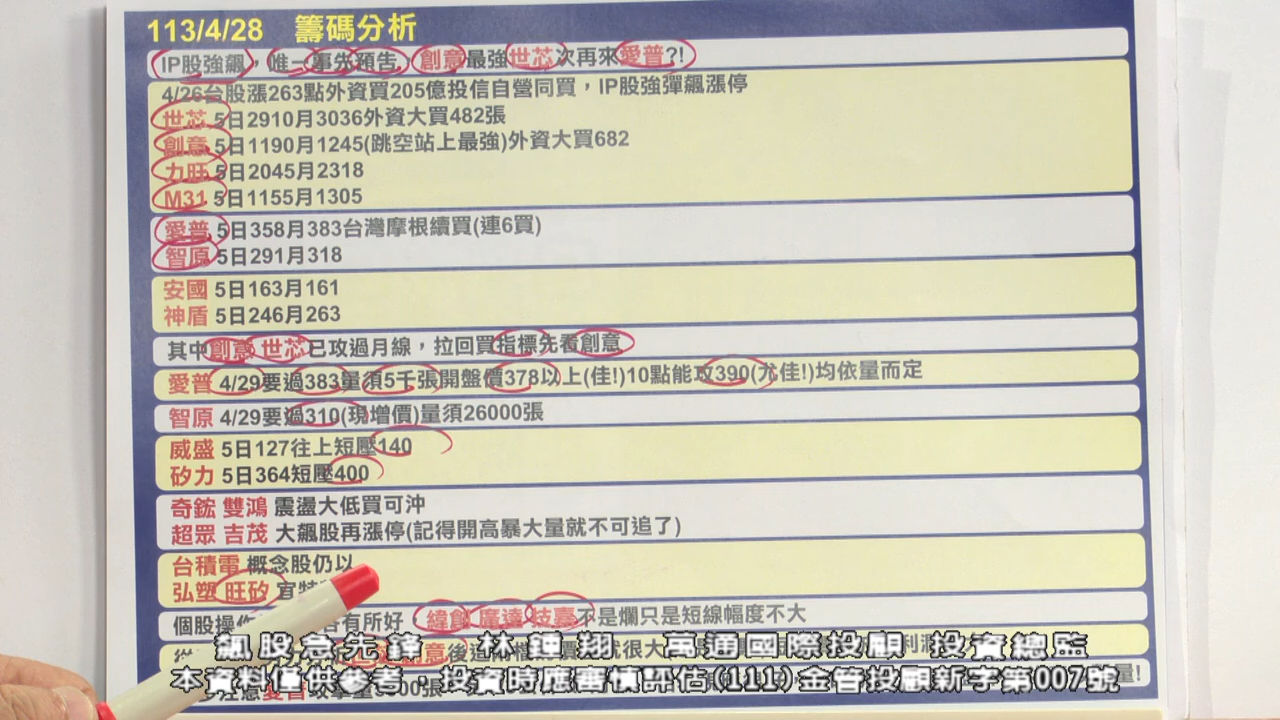 113/4/28 籌碼分析
IP股強飆，唯一事先預告，創意最強世芯次再來愛普?!
4/26台股漲263點外資買205億投信自營同買，IP股強彈飆漲停
世芯 5日2910月3036外資大買482張
創意 5日1190月1245(跳空站上最強)外資大買682
力旺 5日2045月2318
M31 5日1155月1305
愛普 5日358月383台灣摩根續買(連6買)
智原 5日291月318
安國 5日163月161
神盾 5日246月263
其中創意 世芯已攻過月線，拉回買指標先看創意
愛普 4/29要過383量須5千張開盤價378以上(佳!)10點能攻390(尤佳!)均依量而定
智原 4/29要過310(現增價)量須26000張
威盛 5日127往上短壓140
矽力 5日364短壓400
奇鋐 雙鴻 震盪大低買可沖
超眾 吉茂 大飆股再漲停(記得開高暴大量就不可追了)
台積電 概念股仍以
弘塑 旺矽 宜特
個股操作 各有所好，緯創 廣達 技嘉不是爛只是短線幅度不大
飆股急先鋒 林鍾翔 萬通國際投顧 投資總監
本資料僅供參考，投資時應審慎評估(111)金管投顧新字第007號